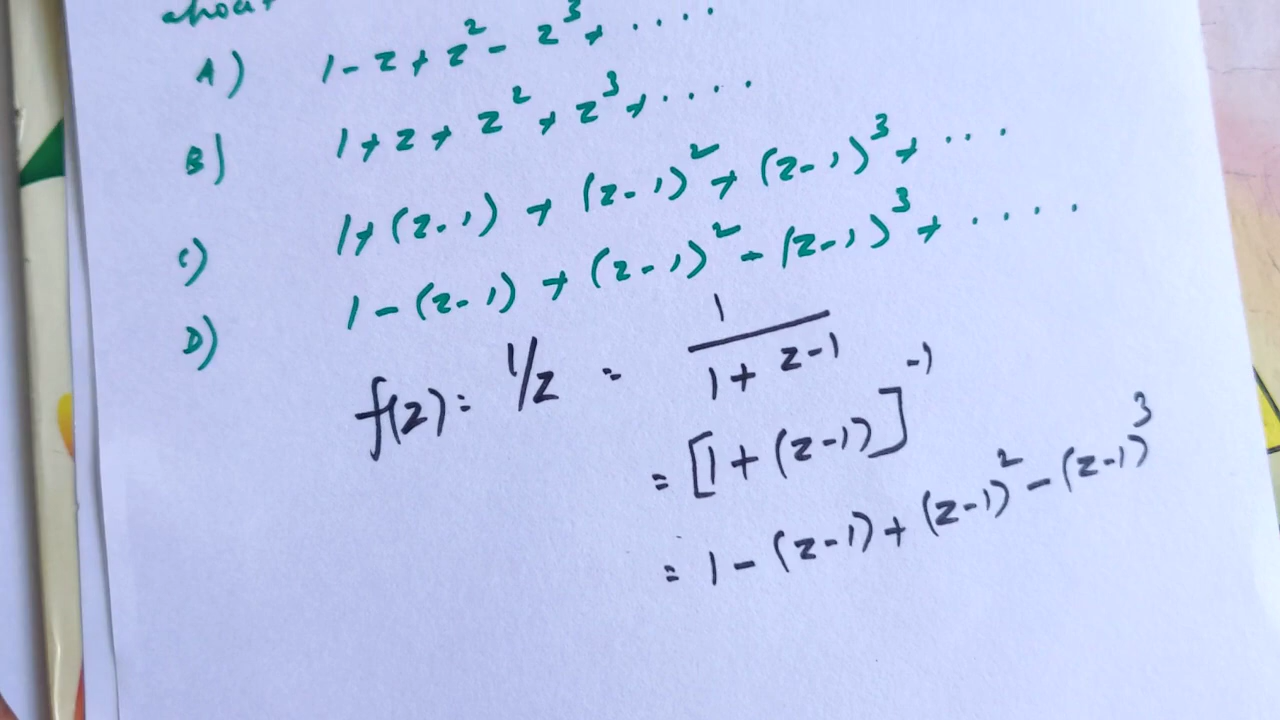 about
A) 1 - z + z² - z³ + ....
B) 1 + z + z² + z³ + ....
C) 1 + (z-1) + (z-1)² + (z-1)³ + ...
D) 1 - (z-1) + (z-1)² - (z-1)³ + ....
f(z) = 1/z = 1/(1 + z-1)
= [1 + (z-1)]⁻¹
= 1 - (z-1) + (z-1)² - (z-1)³